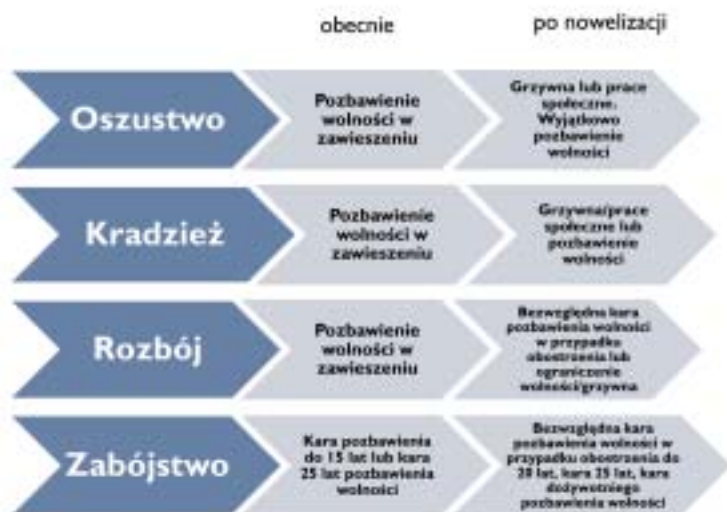 obecnie
po nowelizacji
Oszustwo
Pozbawienie
wolności w
zawieszeniu
Grzywna lub prace
społeczne.
Wyjątkowo
pozbawienie
wolności
Kradzież
Pozbawienie
wolności w
zawieszeniu
Grzywna/prace
społeczne lub
pozbawienie
wolności
Rozbój
Pozbawienie
wolności w
zawieszeniu
Bezwzględna kara
pozbawienia wolności
w przypadku
obostrzenia lub
ograniczenie
wolności/grzywna
Zabójstwo
Kara pozbawienia
do 15 lat lub kara
25 lat pozbawienia
wolności
Bezwzględna kara
pozbawienia wolności w
przypadku obostrzenia do
20 lat, kara 25 lat, kara
dożywotniego
pozbawienia wolności